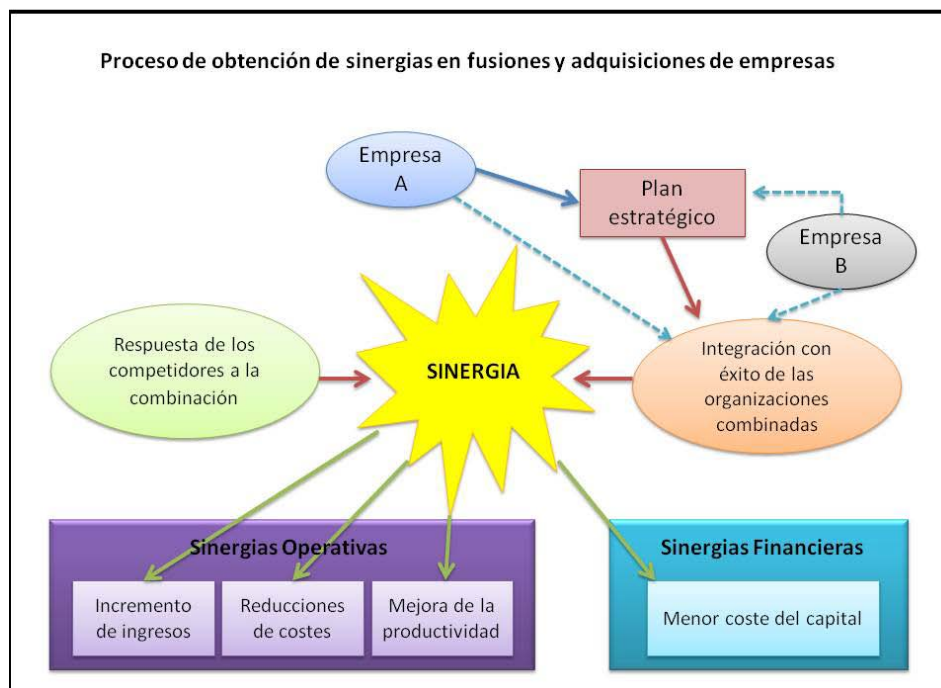 Proceso de obtención de sinergias en fusiones y adquisiciones de empresas
Empresa
A
Plan
estratégico
Empresa
B
Respuesta de los
competidores a la
combinación
SINERGIA
Integración con
éxito de las
organizaciones
combinadas
Sinergias Operativas
Incremento
de ingresos
Reducciones
de costes
Mejora de la
productividad
Sinergias Financieras
Menor coste del capital